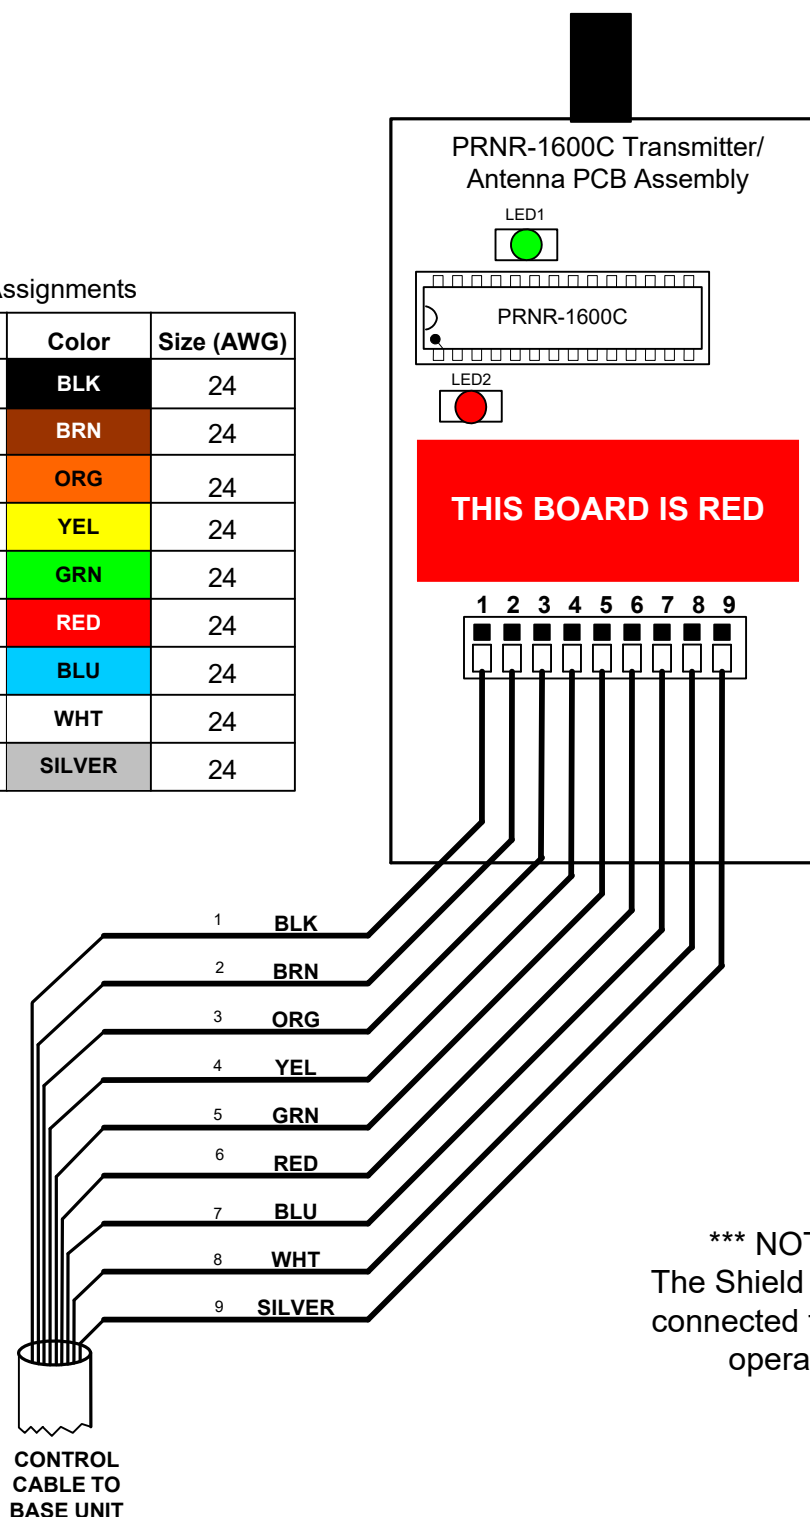 PRNR-1600C Transmitter/
Antenna PCB Assembly
LED1
PRNR-1600C
LED2
THIS BOARD IS RED
1 2 3 4 5 6 7 8 9
ssignments
Color Size (AWG)
BLK 24
BRN 24
ORG 24
YEL 24
GRN 24
RED 24
BLU 24
WHT 24
SILVER 24
1 BLK
2 BRN
3 ORG
4 YEL
5 GRN
6 RED
7 BLU
8 WHT
9 SILVER
*** NOT
The Shield
connected
opera
CONTROL
CABLE TO
BASE UNIT